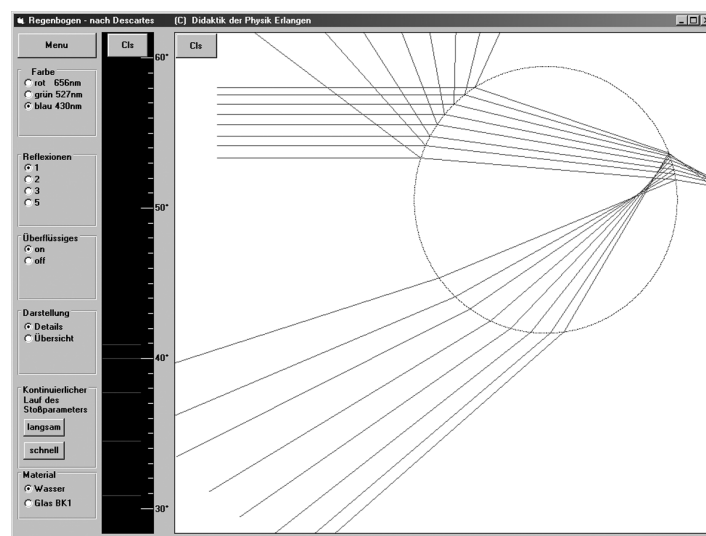 Regenbogen - nach Descartes (C) Didaktik der Physik Erlangen
Menu
Cls
Cls
Farbe
rot 656nm
grün 527nm
blau 430nm
Reflexionen
1
2
3
5
Überflüssiges
on
off
Darstellung
Details
Übersicht
Kontinuierlicher
Lauf des
Stoßparameters
langsam
schnell
Material
Wasser
Glas BK1
60°
50°
40°
30°